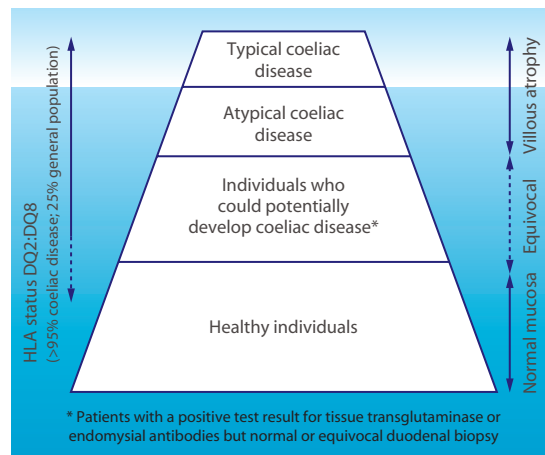 Typical coeliac
disease
Atypical coeliac
disease
Individuals who
could potentially
develop coeliac disease*
Healthy individuals
HLA status DQ2:DQ8
(>95% coeliac disease; 25% general population)
Villous atrophy
Equivocal
Normal mucosa
* Patients with a positive test result for tissue transglutaminase or
endomysial antibodies but normal or equivocal duodenal biopsy